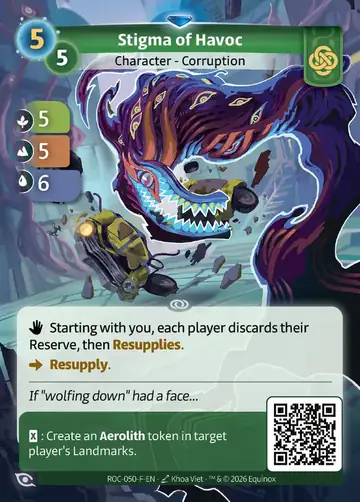 5
5
Stigma of Havoc
Character - Corruption
5
5
6
Starting with you, each player discards their
Reserve, then Resupplies.
Resupply.
If "wolfing down" had a face...
X : Create an Aerolith token in target
player's Landmarks.
ROC-050-F-EN - Khoa Viet - ™ & © 2026 Equinox